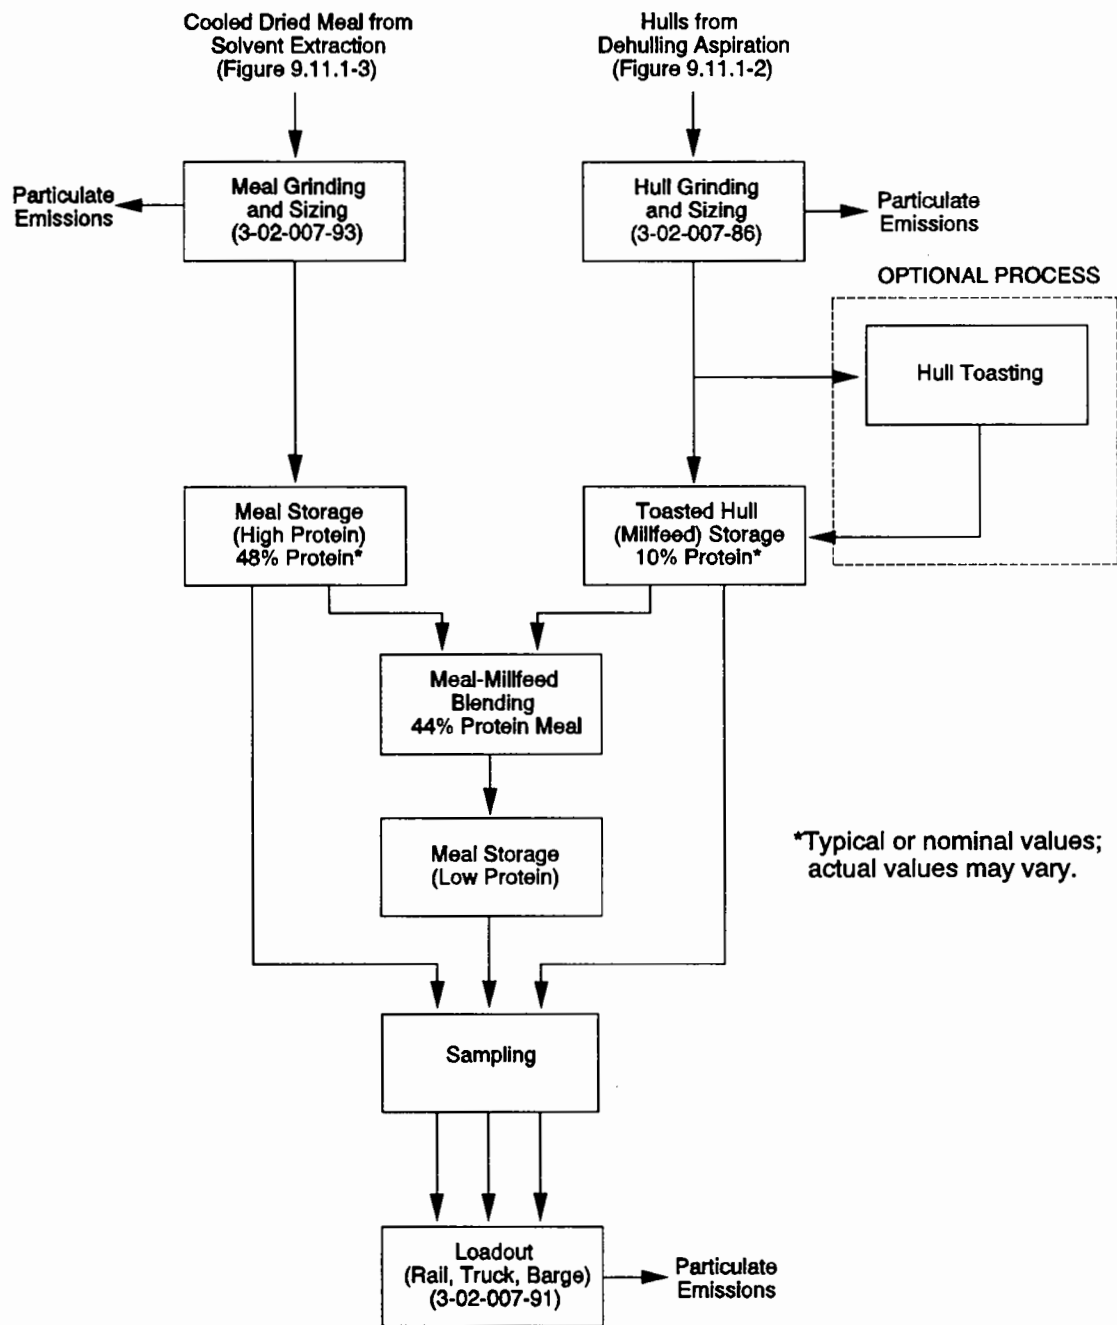 Cooled Dried Meal from
Solvent Extraction
(Figure 9.11.1-3)
Hulls from
Dehulling Aspiration
(Figure 9.11.1-2)
Particulate
Emissions
Meal Grinding
and Sizing
(3-02-007-93)
Hull Grinding
and Sizing
(3-02-007-86)
Particulate
Emissions
OPTIONAL PROCESS
Hull Toasting
Meal Storage
(High Protein)
48% Protein*
Toasted Hull
(Millfeed) Storage
10% Protein*
Meal-Millfeed
Blending
44% Protein Meal
Meal Storage
(Low Protein)
*Typical or nominal values;
actual values may vary.
Sampling
Loadout
(Rail, Truck, Barge)
(3-02-007-91)
Particulate
Emissions